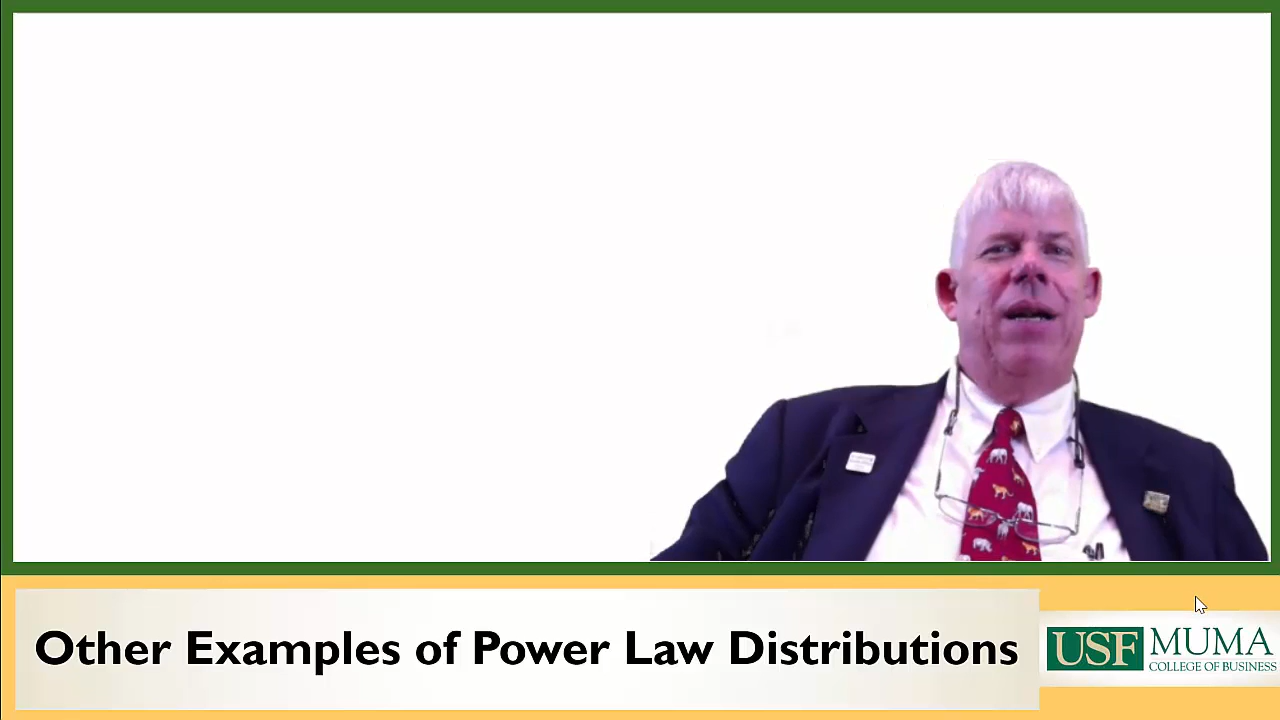 Other Examples of Power Law Distributions
USF MUMA
COLLEGE OF BUSINESS